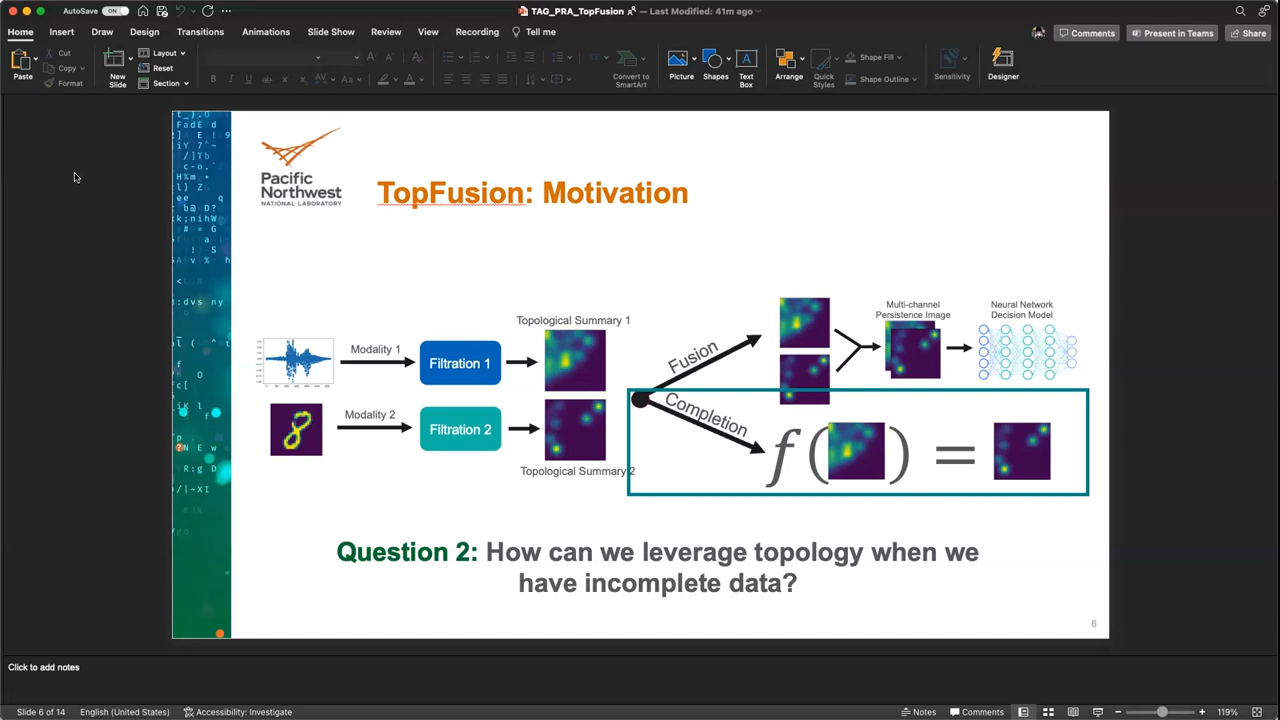 AutoSave ON
TAG_PRA_TopFusion — Last Modified: 41m ago
Home Insert Draw Design Transitions Animations Slide Show Review View Recording Tell me
Comments Present in Teams Share
Paste
Cut
Copy
Format
New
Slide
Layout
Reset
Section
Convert to
SmartArt
Picture
Shapes
Text
Box
Arrange
Quick
Styles
Shape Fill
Shape Outline
Sensitivity
Designer
Pacific
Northwest
NATIONAL LABORATORY
TopFusion: Motivation
Modality 1
Filtration 1
Topological Summary 1
Modality 2
Filtration 2
Topological Summary 2
Fusion
Multi-channel
Persistence Image
Neural Network
Decision Model
Completion
f ( ) =
Question 2: How can we leverage topology when we
have incomplete data?
6
Click to add notes
Slide 6 of 14 English (United States) Accessibility: Investigate
Notes Comments 119%